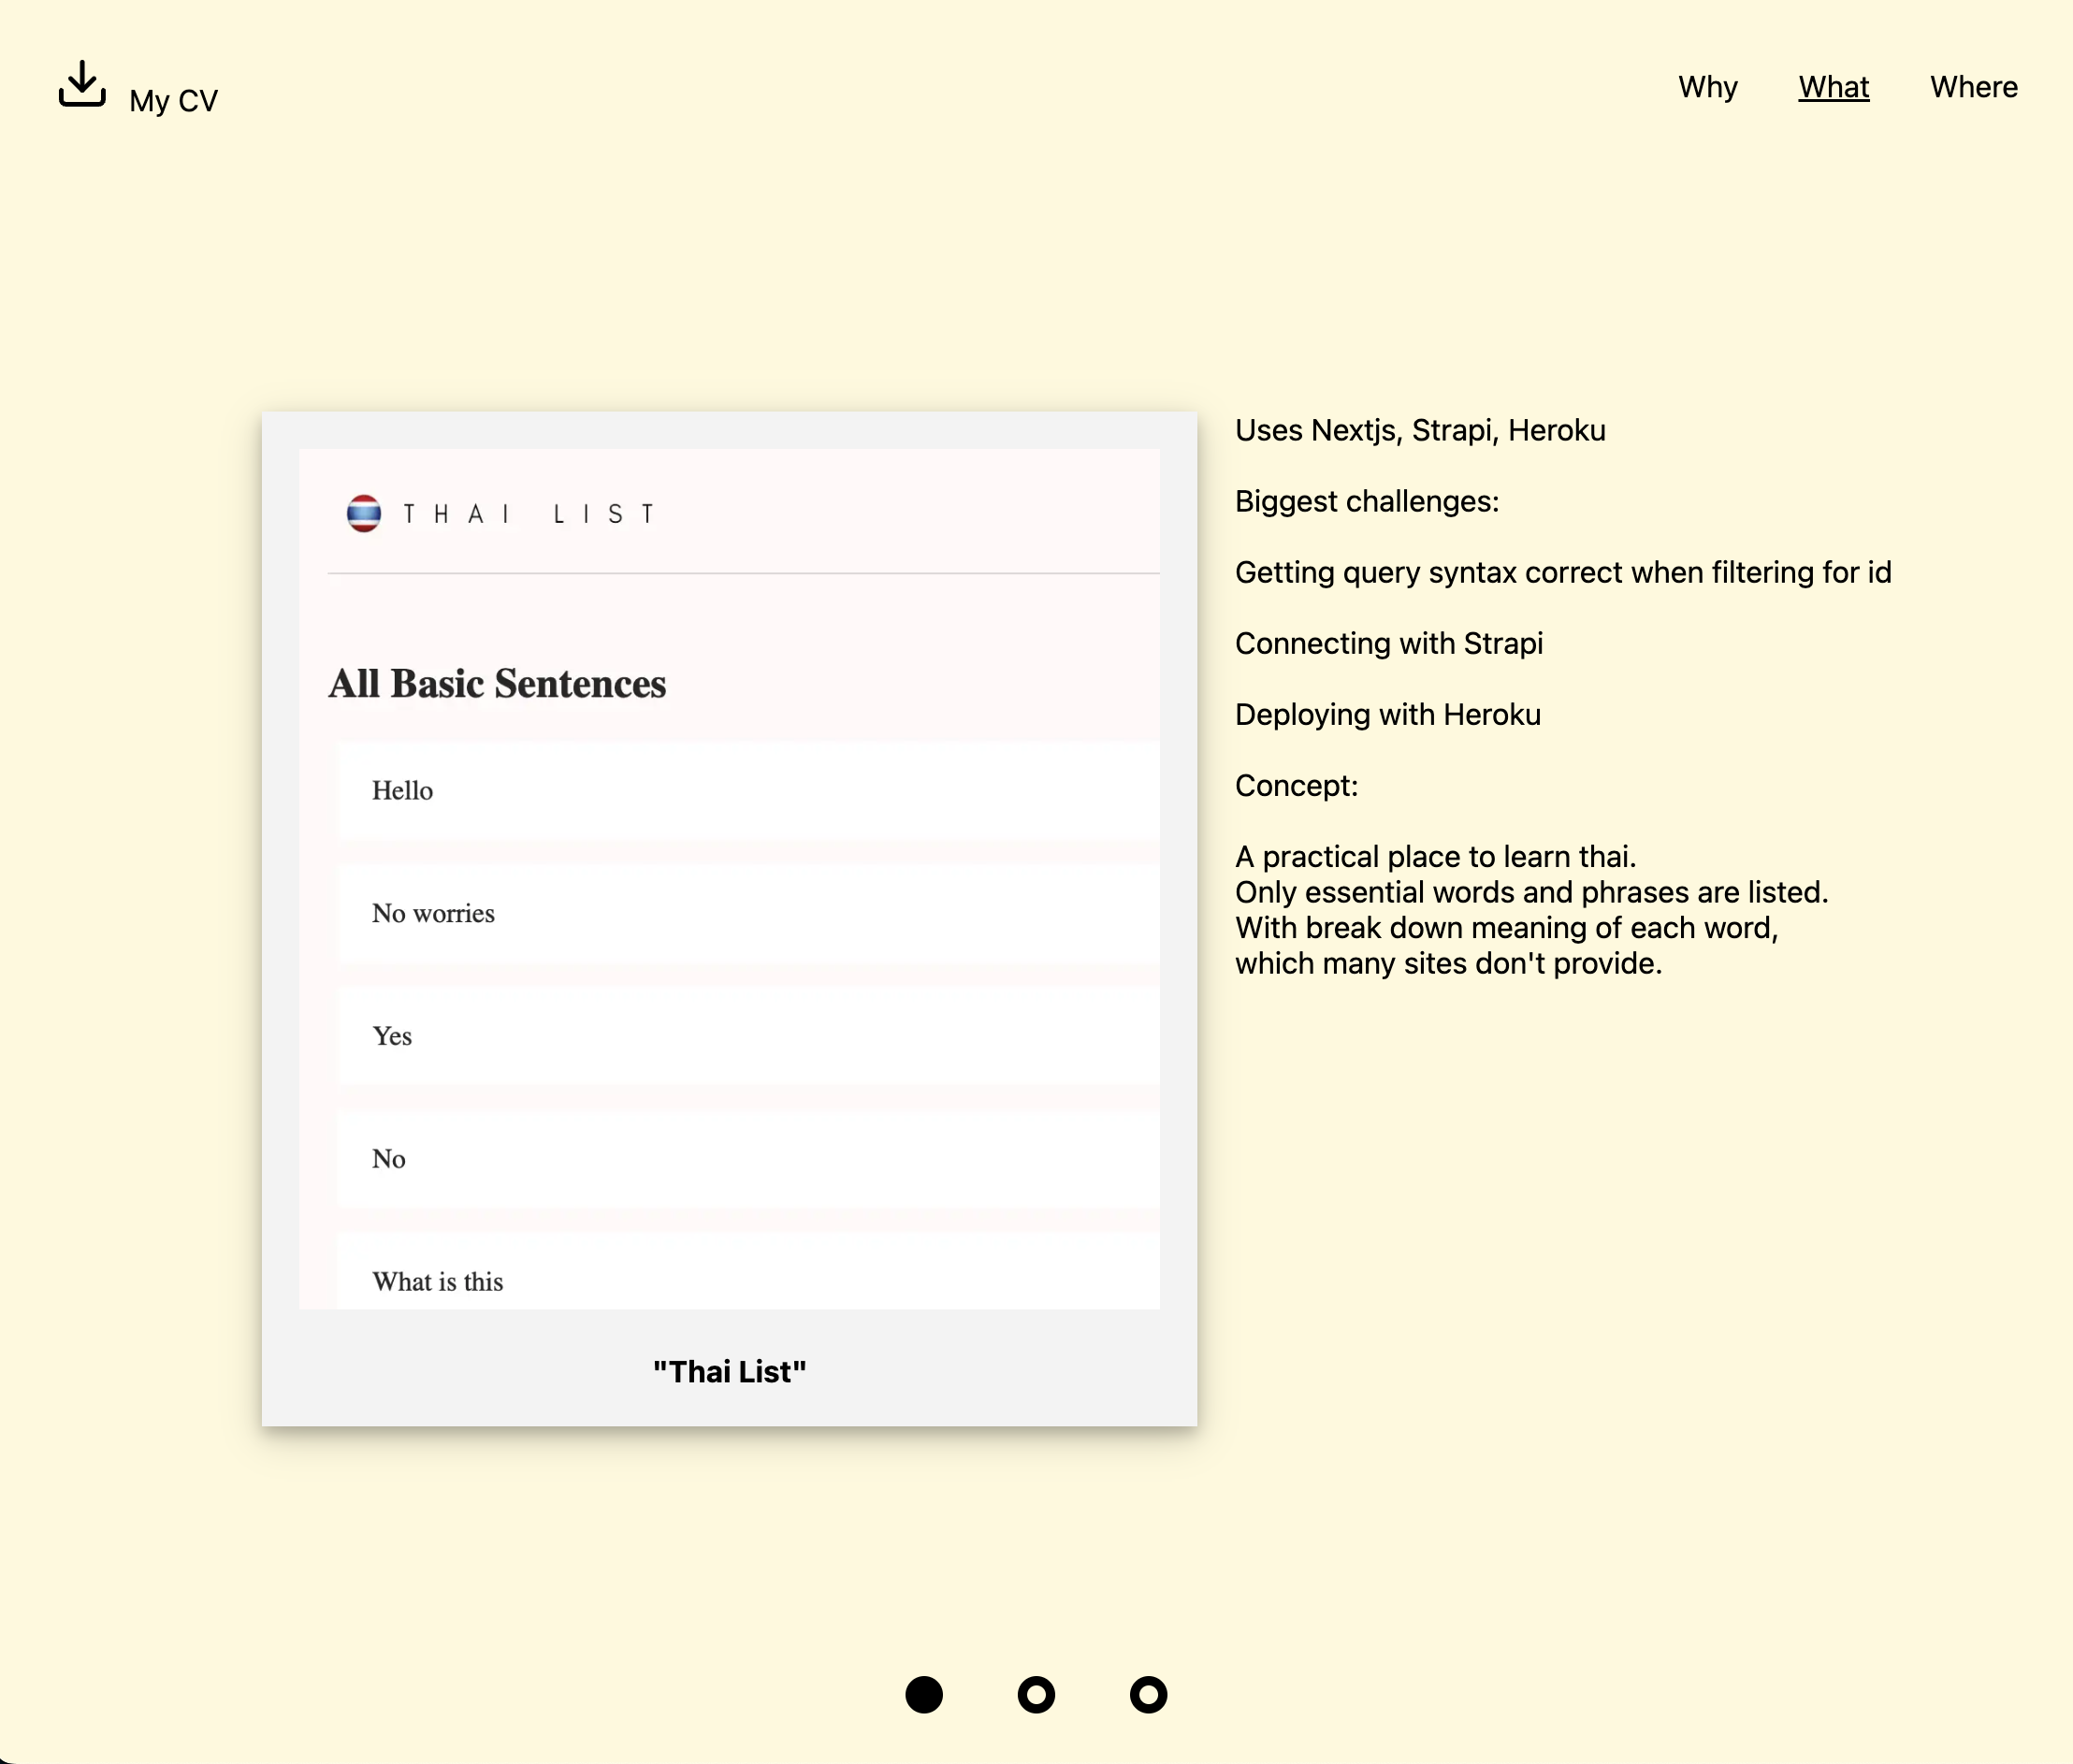 My CV
Why
What
Where
THAI LIST
All Basic Sentences
Hello
No worries
Yes
No
What is this
"Thai List"
Uses Nextjs, Strapi, Heroku
Biggest challenges:
Getting query syntax correct when filtering for id
Connecting with Strapi
Deploying with Heroku
Concept:
A practical place to learn thai.
Only essential words and phrases are listed.
With break down meaning of each word,
which many sites don't provide.